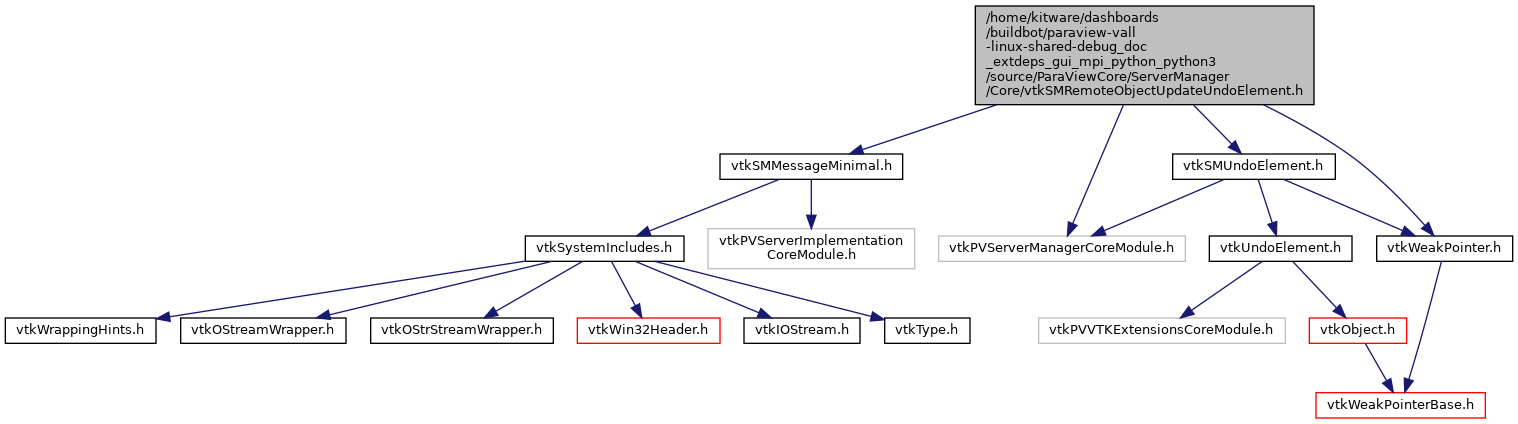 /home/kitware/dashboards
/buildbot/paraview-vall
-linux-shared-debug_doc
_extdeps_gui_mpi_python_python3
/source/ParaViewCore/ServerManager
/Core/vtkSMRemoteObjectUpdateUndoElement.h
vtkSMMessageMinimal.h
vtkSMUndoElement.h
vtkSystemIncludes.h
vtkPVServerImplementation
CoreModule.h
vtkPVServerManagerCoreModule.h
vtkUndoElement.h
vtkWeakPointer.h
vtkWrappingHints.h
vtkOStreamWrapper.h
vtkOStrStreamWrapper.h
vtkWin32Header.h
vtkIOStream.h
vtkType.h
vtkPVVTKExtensionsCoreModule.h
vtkObject.h
vtkWeakPointerBase.h